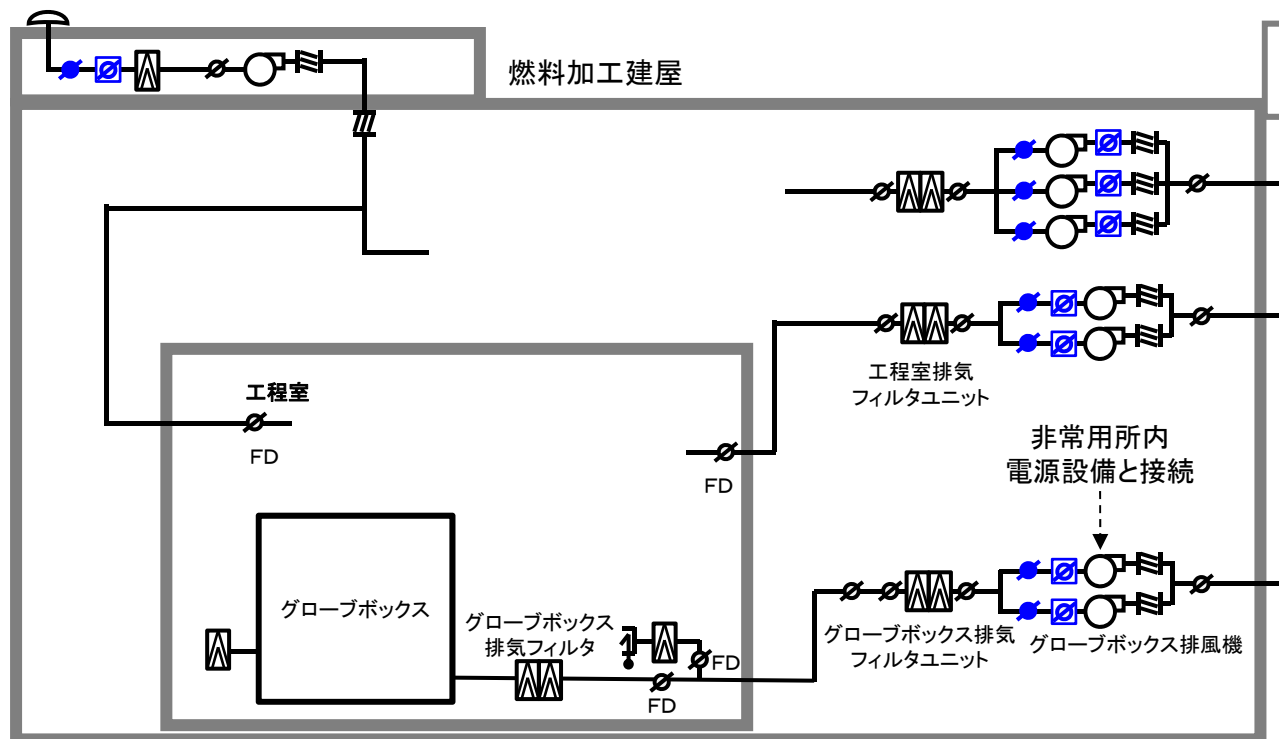 燃料加工建屋
工程室排気
フィルタユニット
工程室
FD
FD
非常用所内
電源設備と接続
グローブボックス
グローブボックス
排気フィルタ
FD
FD
グローブボックス排気
フィルタユニット
グローブボックス排風機